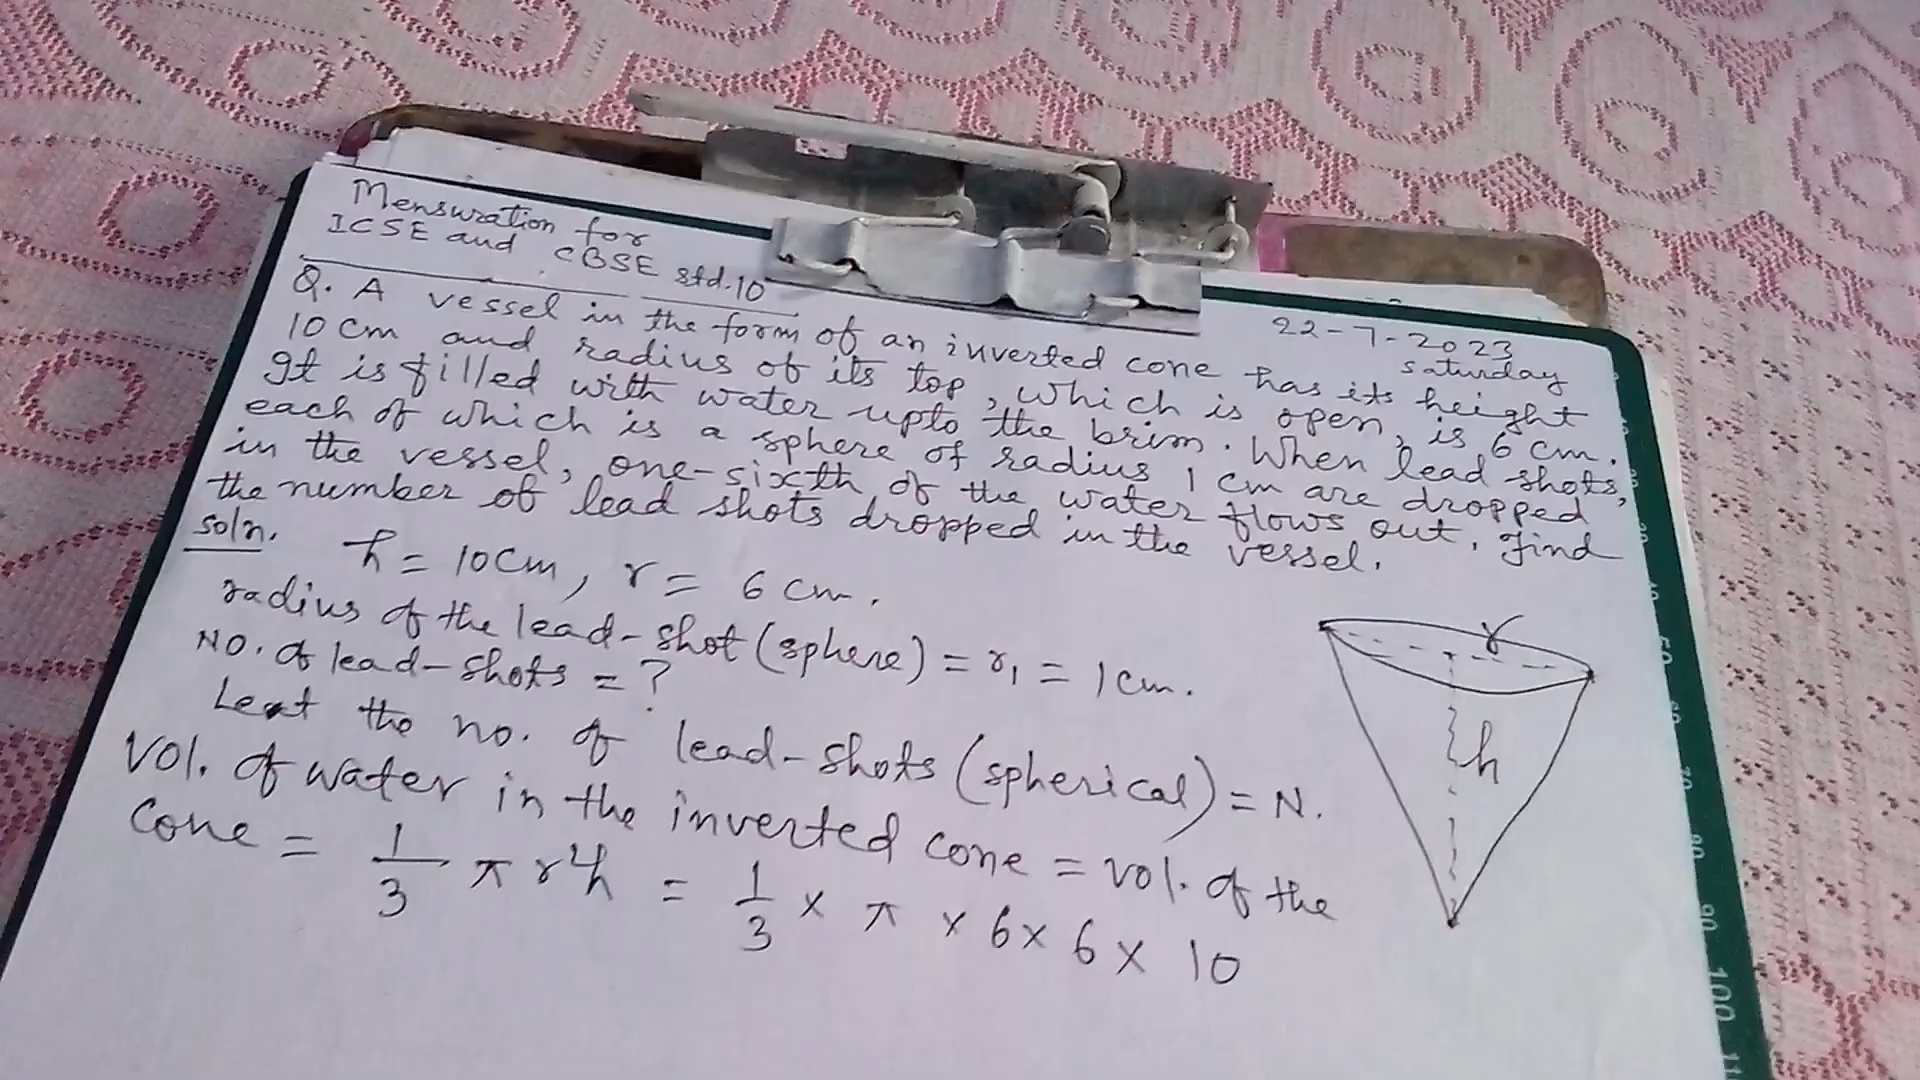 Mensuration for
ICSE and CBSE std.10
22-7-2023
saturday
Q. A vessel in the form of an inverted cone has its height
10 cm and radius of its top, which is open, is 6 cm.
It is filled with water upto the brim. When lead shots,
each of which is a sphere of radius 1 cm are dropped
in the vessel, one-sixth of the water flows out, find
the number of lead shots dropped in the vessel.
soln. h = 10cm, r = 6 cm.
radius of the lead-shot (sphere) = r₁ = 1cm.
NO. of lead-shots = ?
Let the no. of lead-shots (spherical) = N.
Vol. of water in the inverted cone = vol. of the
Cone = 1/3 π r²h = 1/3 × π × 6 × 6 × 10
r
h
50
70
80
90
100